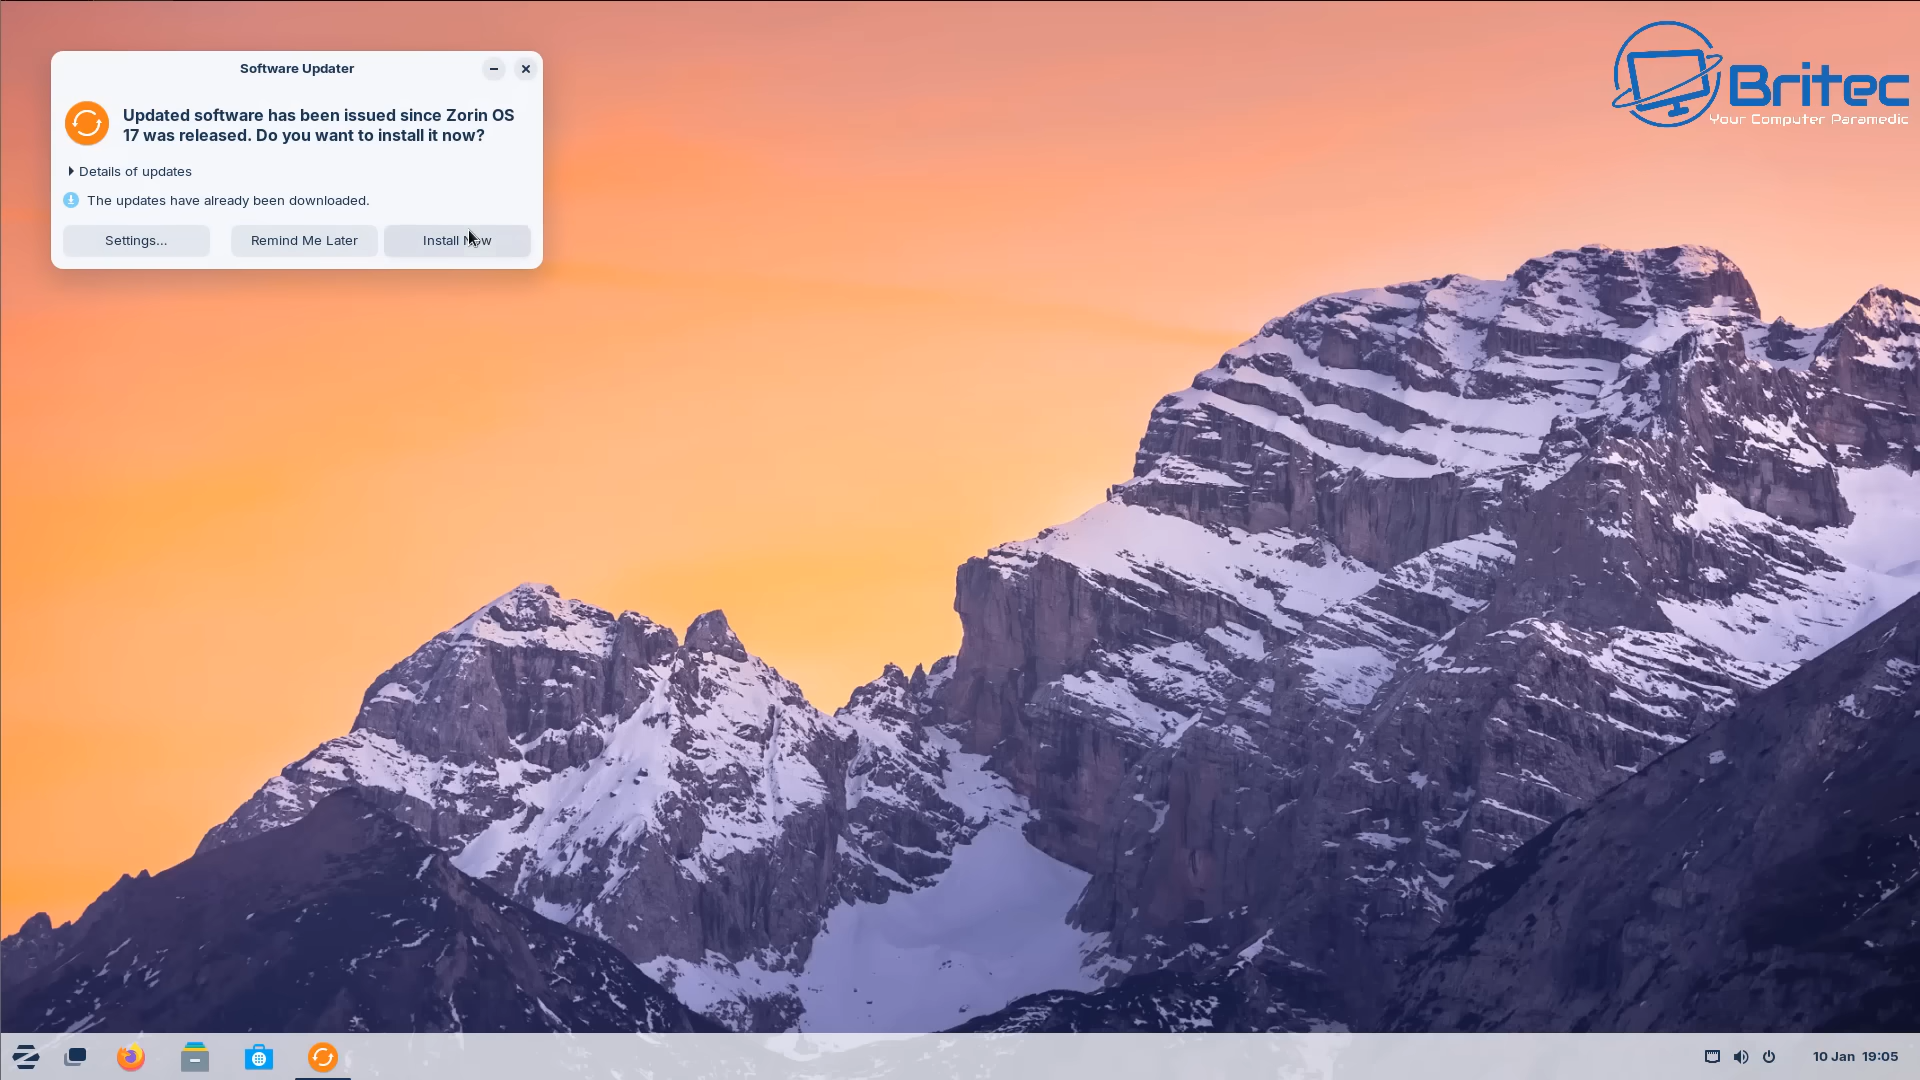 Software Updater
Updated software has been issued since Zorin OS
17 was released. Do you want to install it now?
Details of updates
The updates have already been downloaded.
Settings...
Remind Me Later
Install Now
Britec
Your Computer Paramedic
10 Jan 19:05